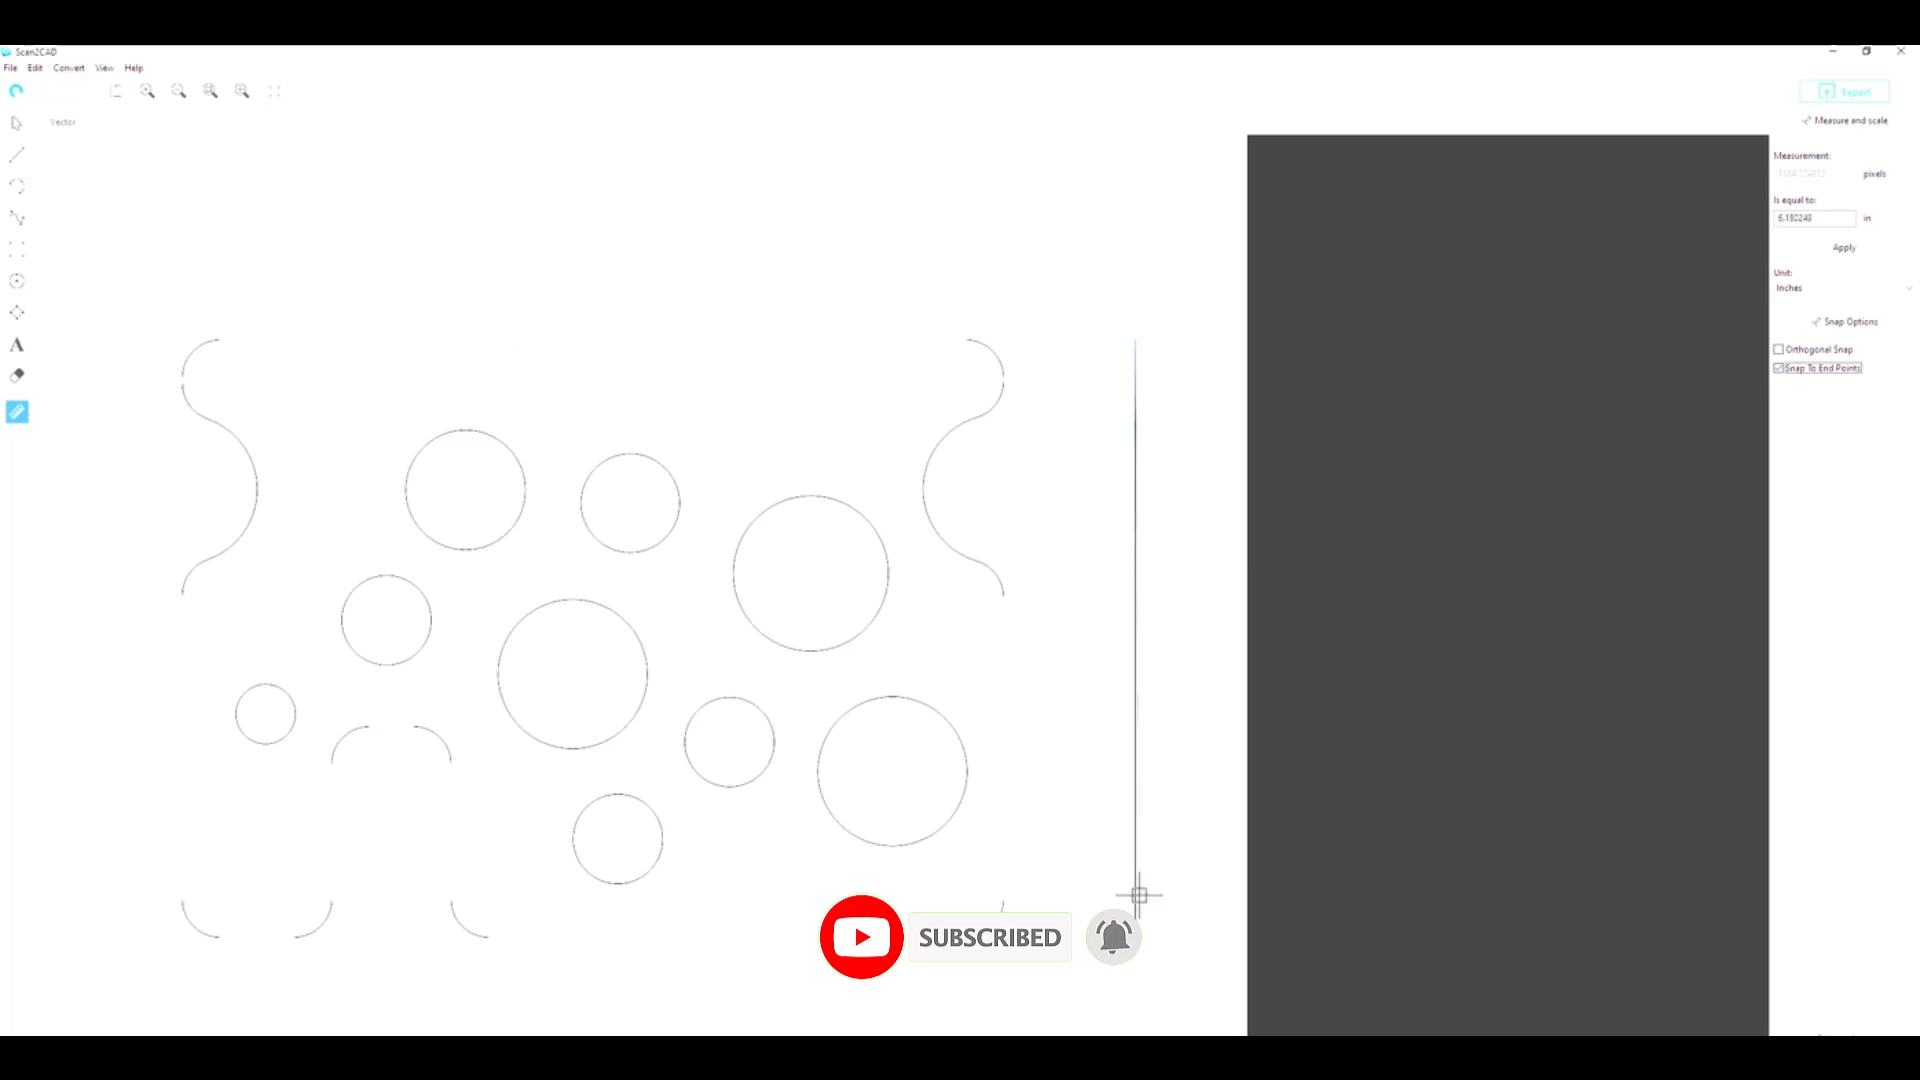 Scan2CAD
File Edit Convert View Help
Export
Vector
Measure and scale
Measurement:
pixels
Is equal to:
6.180249 in
Apply
Unit:
Inches
Snap Options
Orthogonal Snap
Snap To End Points
A
SUBSCRIBED